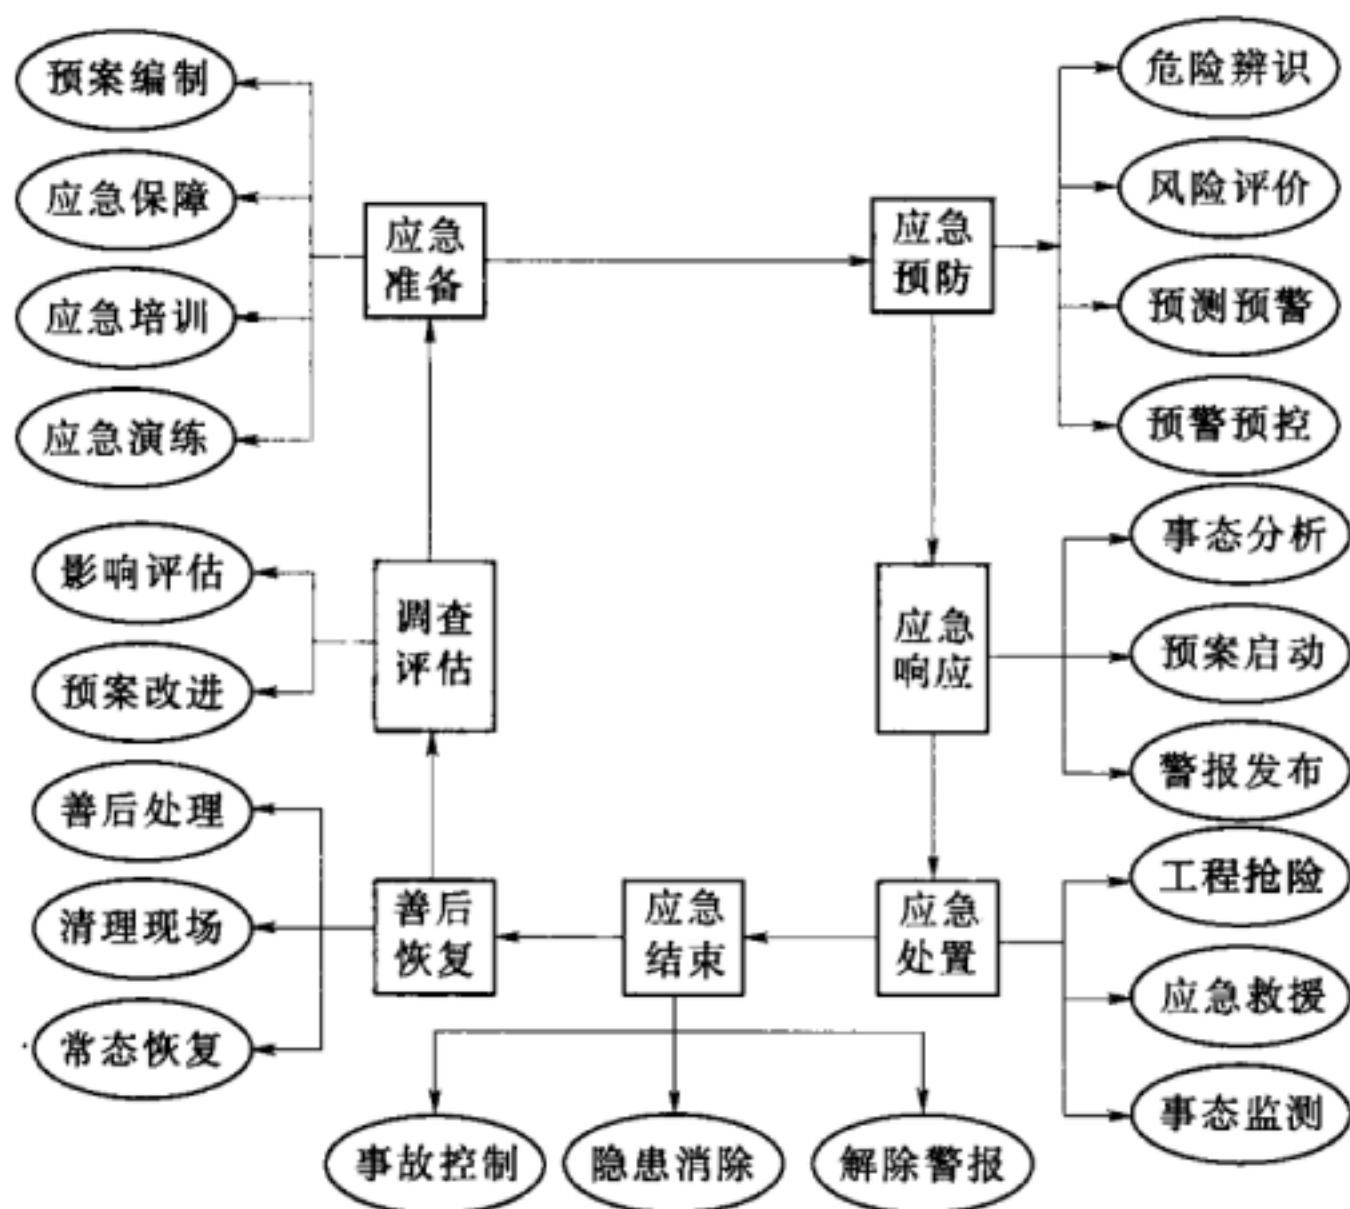 预案编制
应急保障
应急培训
应急演练
应急
准备
应急
预防
危险辨识
风险评价
预测预警
预警预控
影响评估
预案改进
调查
评估
应急
响应
事态分析
预案启动
警报发布
善后处理
清理现场
常态恢复
善后
恢复
应急
结束
应急
处置
工程抢险
应急救援
事态监测
事故控制
隐患消除
解除警报